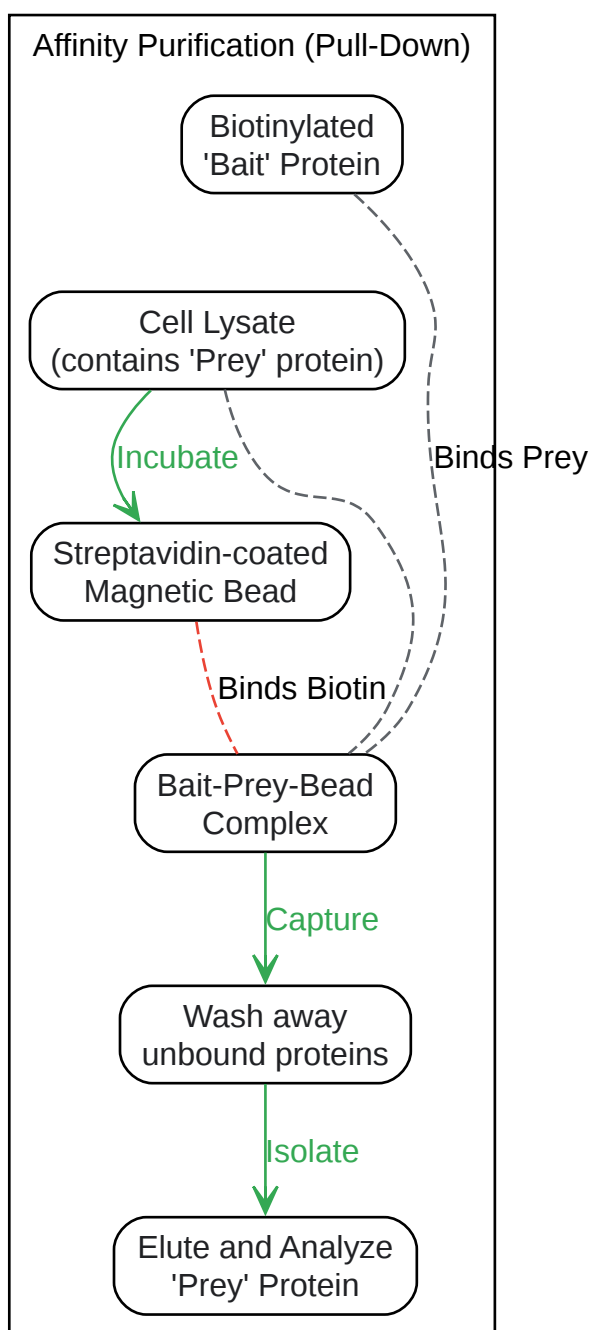 Affinity Purification (Pull-Down)
Biotinylated
'Bait' Protein
Cell Lysate
(contains 'Prey' protein)
Incubate
Binds Prey
Streptavidin-coated
Magnetic Bead
Binds Biotin
Bait-Prey-Bead
Complex
Capture
Wash away
unbound proteins
Isolate
Elute and Analyze
'Prey' Protein